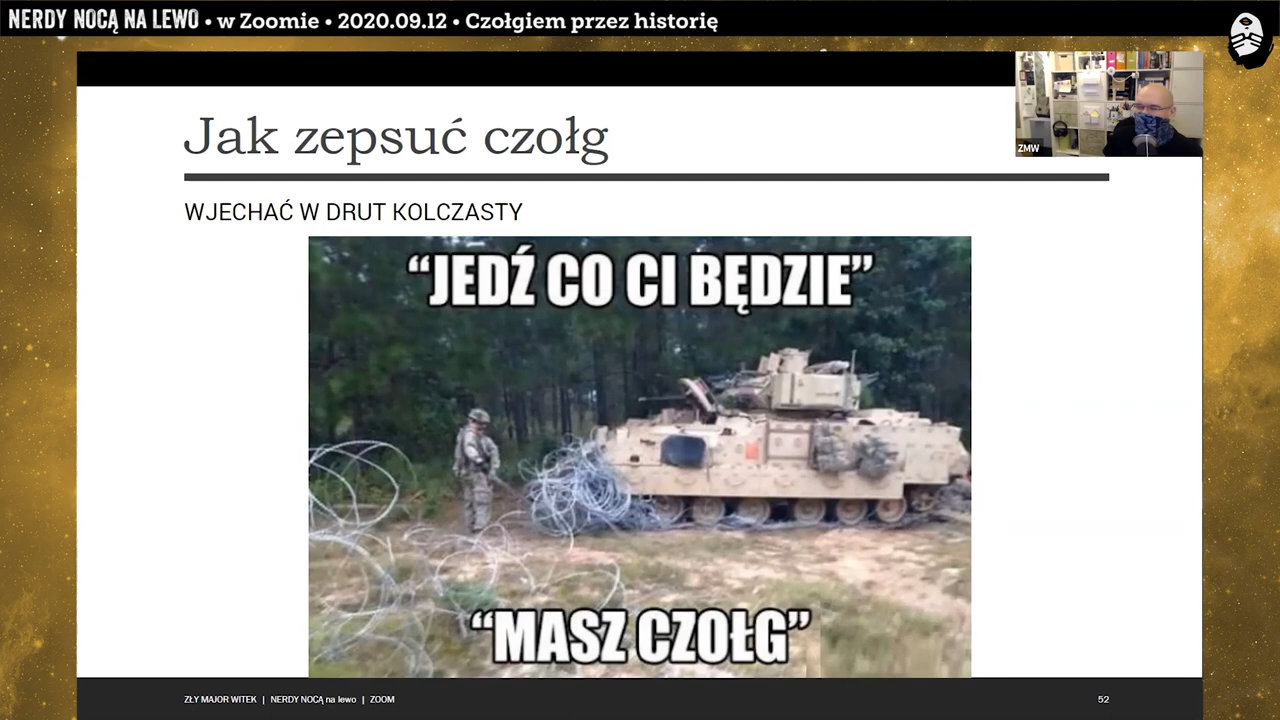 NERDY NOCĄ NA LEWO • w Zoomie • 2020.09.12 • Czołgiem przez historię
Jak zepsuć czołg
ZMW
WJECHAĆ W DRUT KOLCZASTY
“JEDŹ CO CI BĘDZIE”
“MASZ CZOŁG”
ZŁY MAJOR WITEK | NERDY NOCĄ na lewo | ZOOM 52